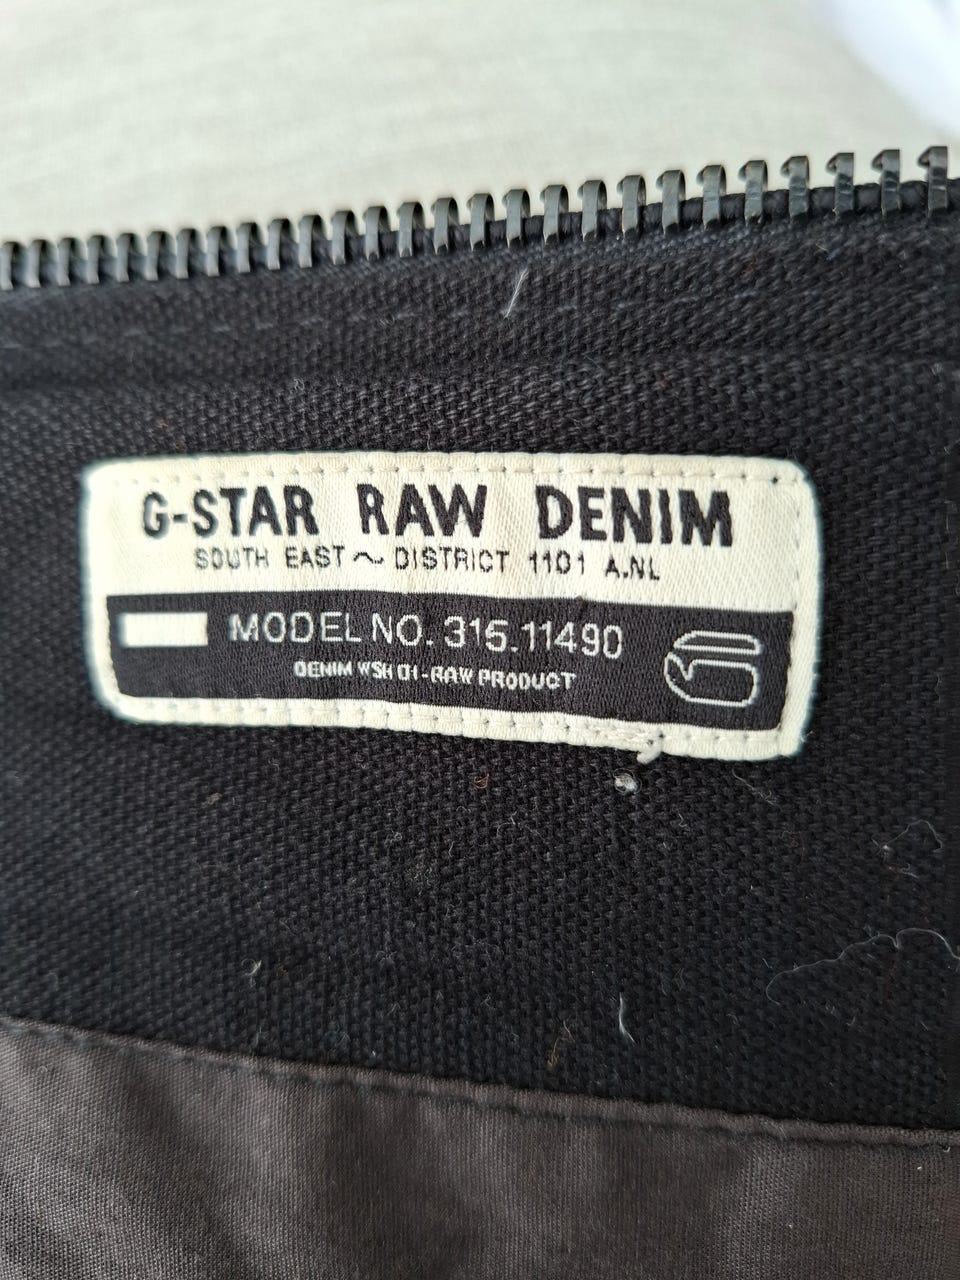 G-STAR RAW DENIM
SOUTH EAST ~ DISTRICT 1101 A.NL
MODEL NO. 315.11490
DENIM WSH 01-RAW PRODUCT